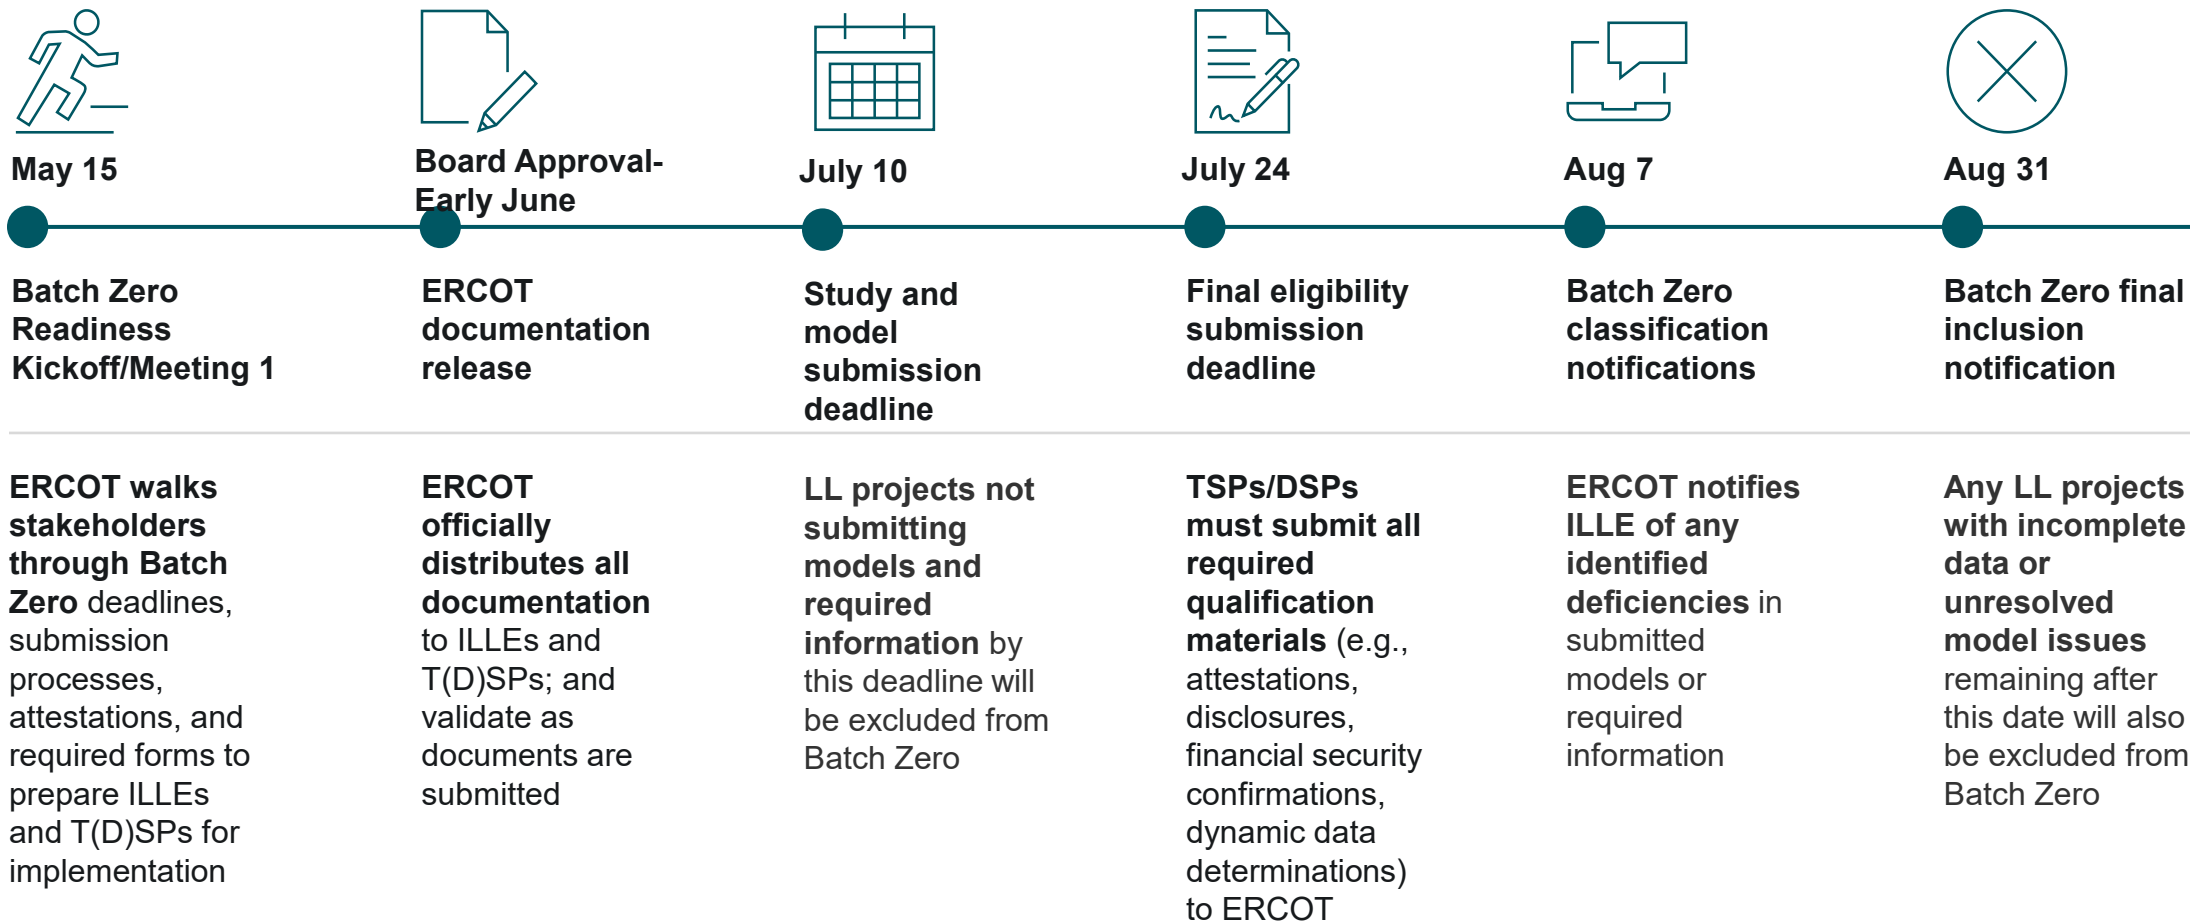 May 15
Batch Zero
Readiness
Kickoff/Meeting 1
ERCOT walks
stakeholders
through Batch
Zero deadlines,
submission
processes,
attestations, and
required forms to
prepare ILLEs
and T(D)SPs for
implementation
Board Approval-
Early June
ERCOT
documentation
release
ERCOT
officially
distributes all
documentation
to ILLEs and
T(D)SPs; and
validate as
documents are
submitted
July 10
Study and
model
submission
deadline
LL projects not
submitting
models and
required
information by
this deadline will
be excluded from
Batch Zero
July 24
Final eligibility
submission
deadline
TSPs/DSPs
must submit all
required
qualification
materials (e.g.,
attestations,
disclosures,
financial security
confirmations,
dynamic data
determinations)
to ERCOT
Aug 7
Batch Zero
classification
notifications
ERCOT notifies
ILLE of any
identified
deficiencies in
submitted
models or
required
information
Aug 31
Batch Zero final
inclusion
notification
Any LL projects
with incomplete
data or
unresolved
model issues
remaining after
this date will also
be excluded from
Batch Zero